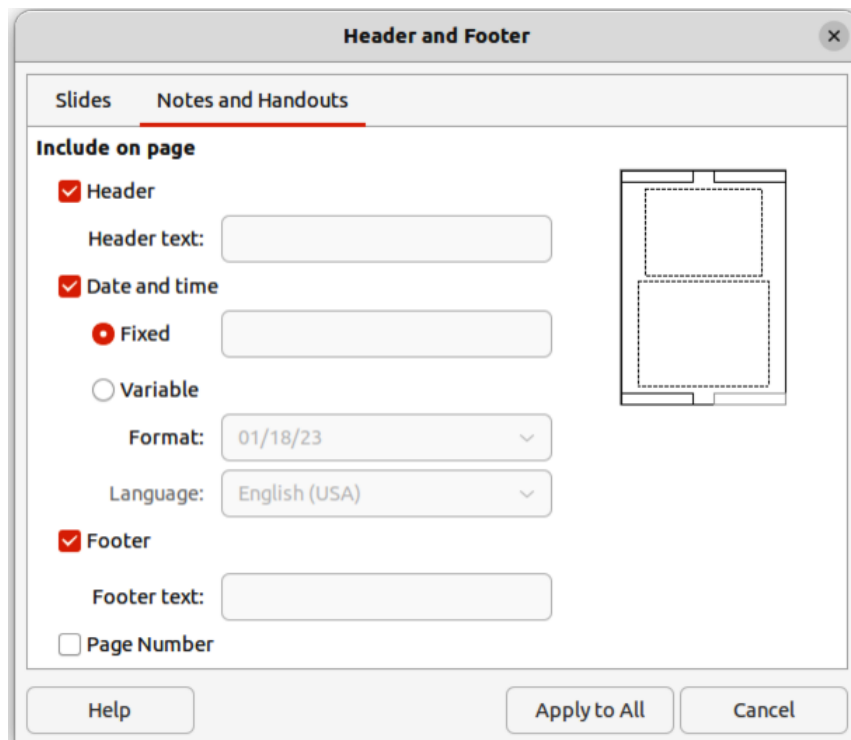 Header and Footer
Slides Notes and Handouts
Include on page
Header
Header text:
Date and time
Fixed
Variable
Format: 01/18/23
Language: English (USA)
Footer
Footer text:
Page Number
Help Apply to All Cancel